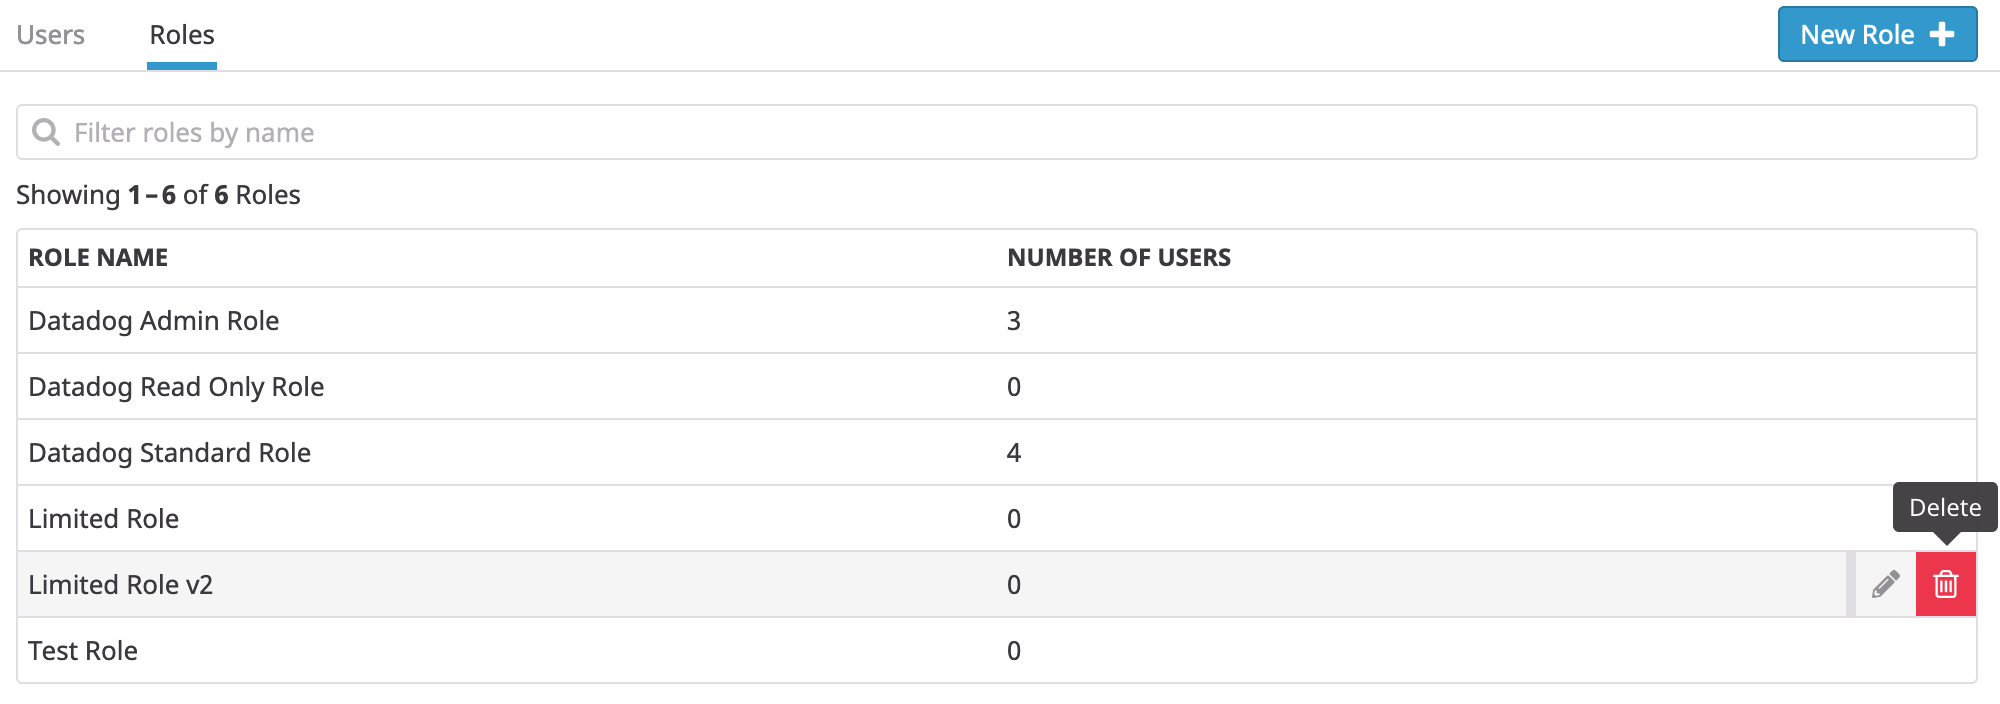 Users Roles New Role
Filter roles by name
Showing 1–6 of 6 Roles
ROLE NAME NUMBER OF USERS
Datadog Admin Role 3
Datadog Read Only Role 0
Datadog Standard Role 4
Limited Role 0
Delete
Limited Role v2 0
Test Role 0